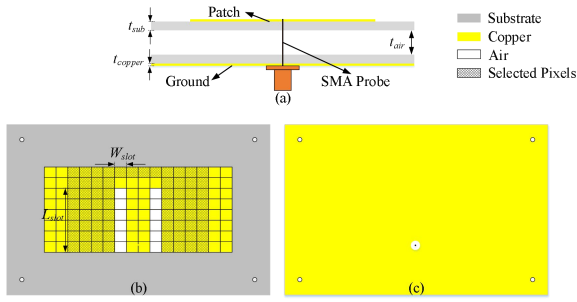 Patch
t_sub
t_air
t_copper
Ground
SMA Probe
(a)
Substrate
Copper
Air
Selected Pixels
W_slot
L_slot
(b)
(c)